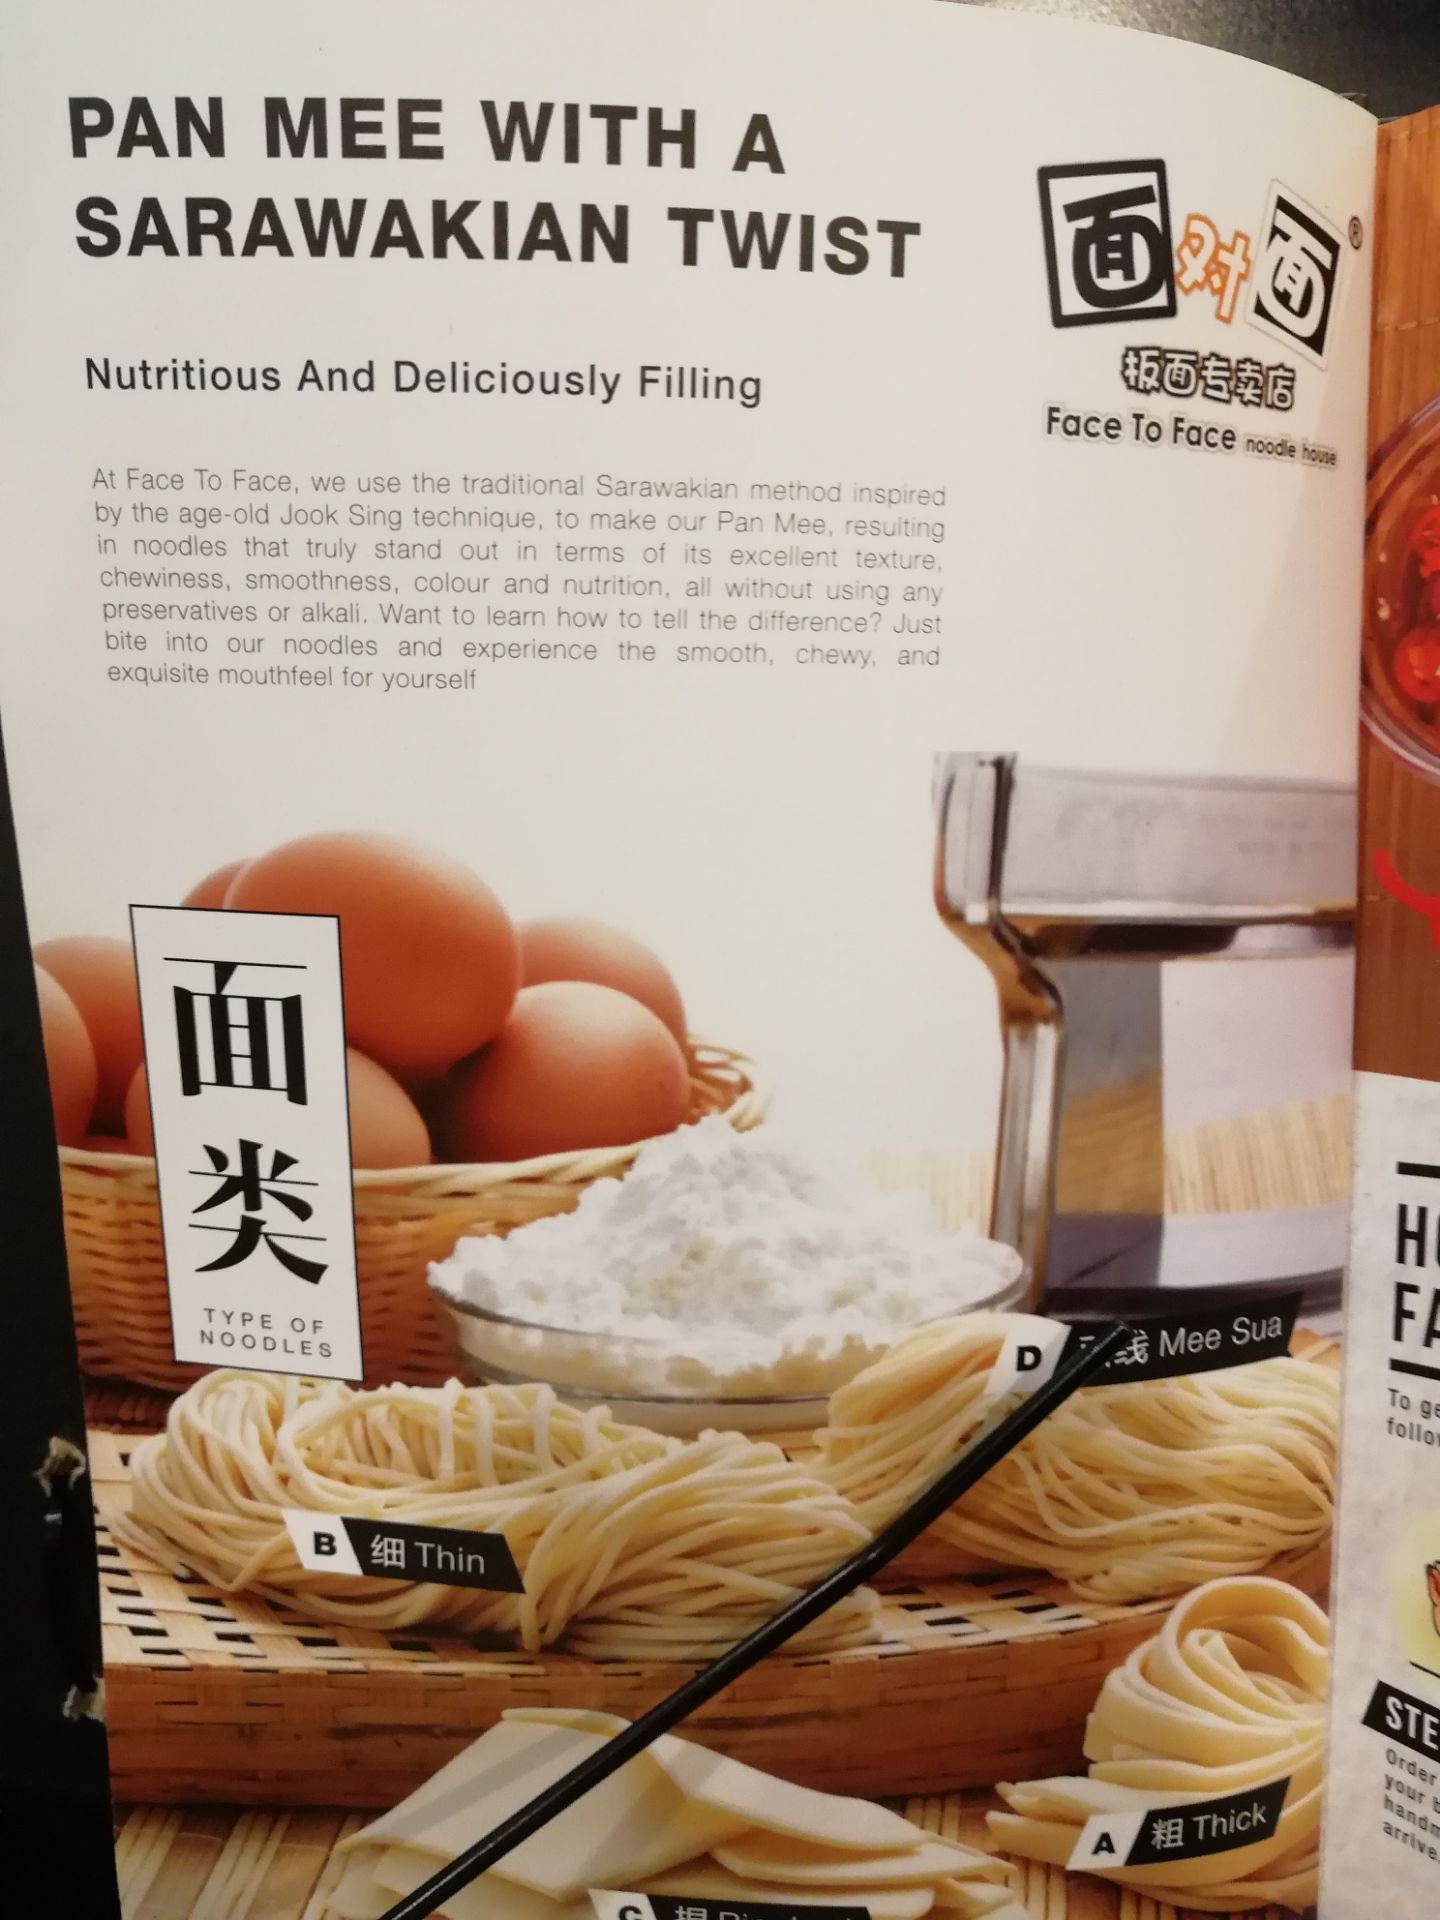 PAN MEE WITH A
SARAWAKIAN TWIST
面对面®
板面专卖店
Face To Face noodle house
Nutritious And Deliciously Filling
At Face To Face, we use the traditional Sarawakian method inspired
by the age-old Jook Sing technique, to make our Pan Mee, resulting
in noodles that truly stand out in terms of its excellent texture,
chewiness, smoothness, colour and nutrition, all without using any
preservatives or alkali. Want to learn how to tell the difference? Just
bite into our noodles and experience the smooth, chewy, and
exquisite mouthfeel for yourself
面类
TYPE OF
NOODLES
D 线 Mee Sua
B 细 Thin
A 粗 Thick
C 捏
To
Order
your